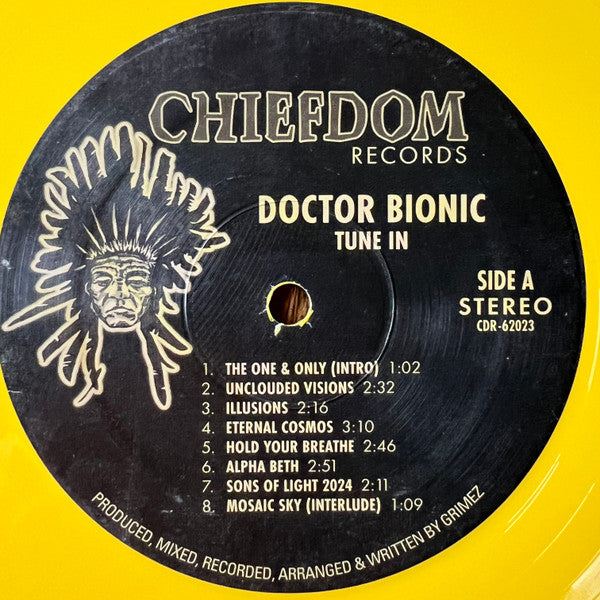 CHIEFDOM
RECORDS
DOCTOR BIONIC
TUNE IN
SIDE A
STEREO
CDR-62023
1. THE ONE & ONLY (INTRO) 1:02
2. UNCLOUDED VISIONS 2:32
3. ILLUSIONS 2:16
4. ETERNAL COSMOS 3:10
5. HOLD YOUR BREATHE 2:46
6. ALPHA BETH 2:51
7. SONS OF LIGHT 2024 2:11
8. MOSAIC SKY (INTERLUDE) 1:09
PRODUCED, MIXED, RECORDED, ARRANGED & WRITTEN BY GRIMEZ